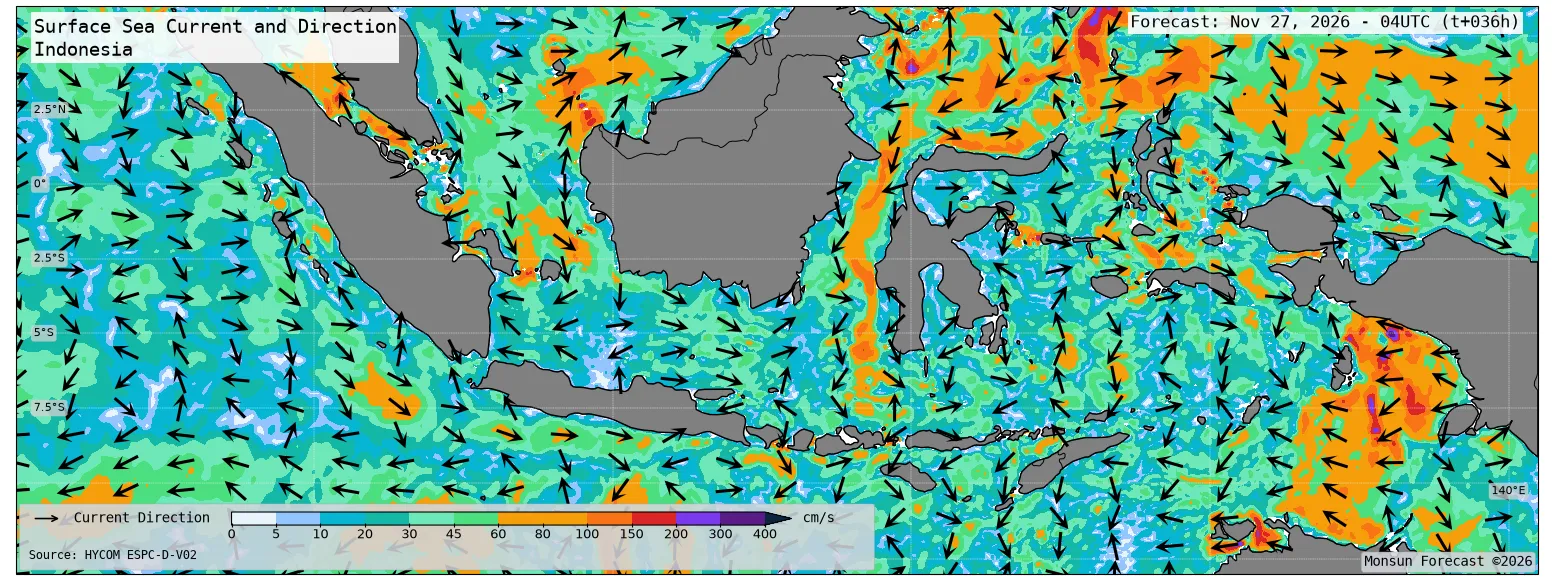 Surface Sea Current and Direction
Indonesia
Forecast: Nov 27, 2026 - 04UTC (t+036h)
2.5°N
0°
2.5°S
5°S
7.5°S
140°E
Current Direction
0 5 10 20 30 45 60 80 100 150 200 300 400 cm/s
Source: HYCOM ESPC-D-V02
Monsun Forecast ©2026